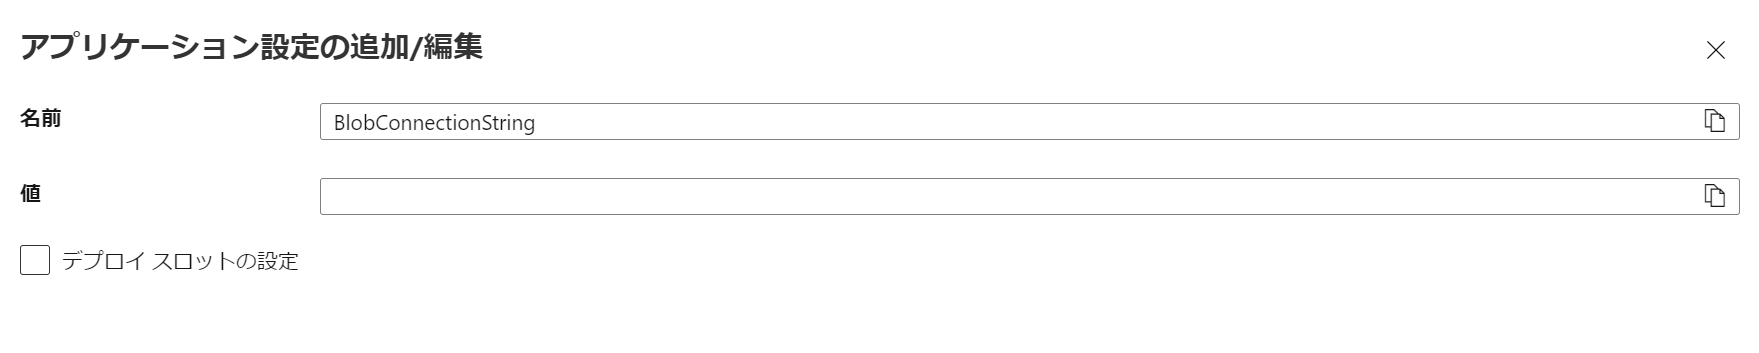 アプリケーション設定の追加/編集
名前
BlobConnectionString
値
デプロイ スロットの設定